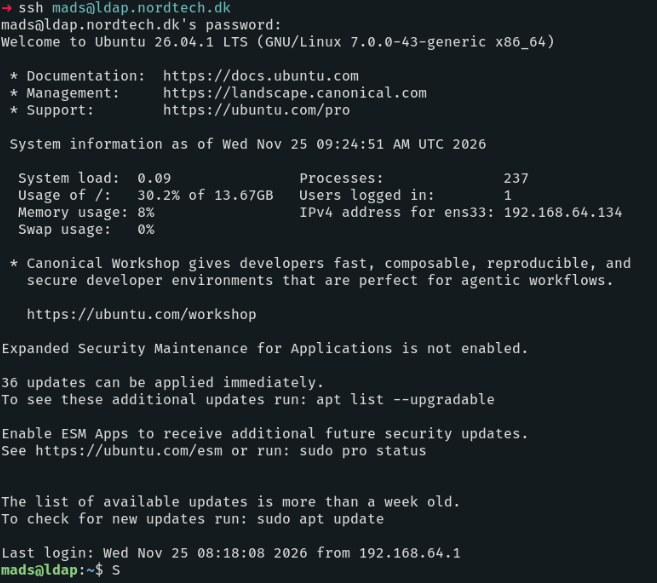 → ssh mads@ldap.nordtech.dk
mads@ldap.nordtech.dk's password:
Welcome to Ubuntu 26.04.1 LTS (GNU/Linux 7.0.0-43-generic x86_64)
* Documentation: https://docs.ubuntu.com
* Management: https://landscape.canonical.com
* Support: https://ubuntu.com/pro
System information as of Wed Nov 25 09:24:51 AM UTC 2026
System load: 0.09 Processes: 237
Usage of /: 30.2% of 13.67GB Users logged in: 1
Memory usage: 8% IPv4 address for ens33: 192.168.64.134
Swap usage: 0%
* Canonical Workshop gives developers fast, composable, reproducible, and
secure developer environments that are perfect for agentic workflows.
https://ubuntu.com/workshop
Expanded Security Maintenance for Applications is not enabled.
36 updates can be applied immediately.
To see these additional updates run: apt list --upgradable
Enable ESM Apps to receive additional future security updates.
See https://ubuntu.com/esm or run: sudo pro status
The list of available updates is more than a week old.
To check for new updates run: sudo apt update
Last login: Wed Nov 25 08:18:08 2026 from 192.168.64.1
mads@ldap:~$ S